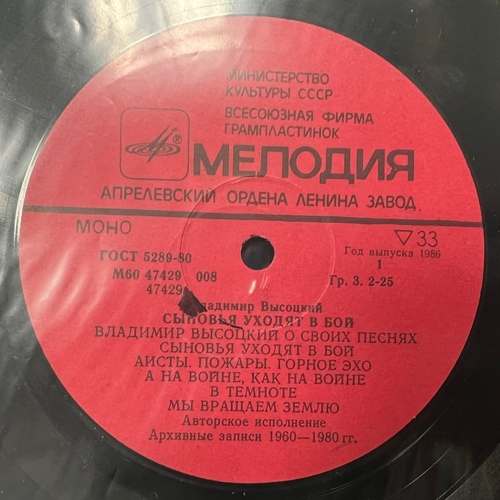 МИНИСТЕРСТВО
КУЛЬТУРЫ СССР
ВСЕСОЮЗНАЯ ФИРМА
ГРАМПЛАСТИНОК
МЕЛОДИЯ
АПРЕЛЕВСКИЙ ОРДЕНА ЛЕНИНА ЗАВОД
МОНО ▽33
ГОСТ 5289-80 Год выпуска 1986
М60 47429 008 1
47429 Гр. 3. 2-25
Владимир Высоцкий
СЫНОВЬЯ УХОДЯТ В БОЙ
ВЛАДИМИР ВЫСОЦКИЙ О СВОИХ ПЕСНЯХ
СЫНОВЬЯ УХОДЯТ В БОЙ
АИСТЫ. ПОЖАРЫ. ГОРНОЕ ЭХО
А НА ВОЙНЕ, КАК НА ВОЙНЕ
В ТЕМНОТЕ
МЫ ВРАЩАЕМ ЗЕМЛЮ
Авторское исполнение
Архивные записи 1960—1980 гг.